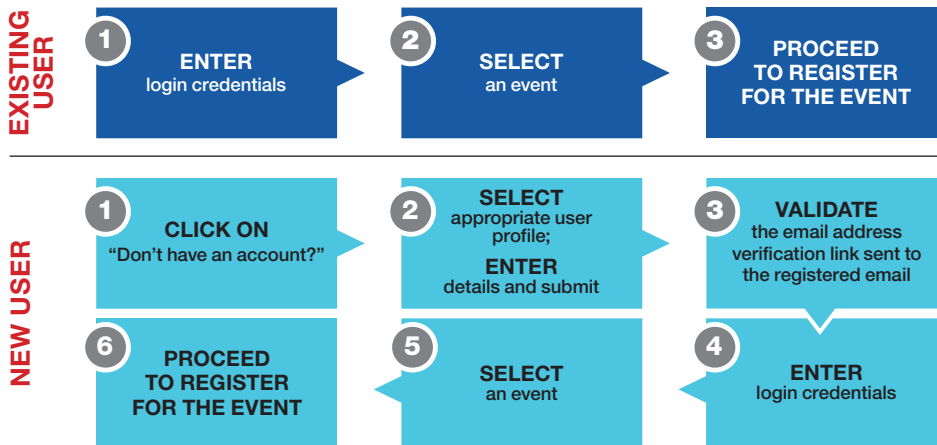 EXISTING
USER
1
ENTER
login credentials
2
SELECT
an event
3
PROCEED
TO REGISTER
FOR THE EVENT
NEW USER
1
CLICK ON
“Don’t have an account?”
2
SELECT
appropriate user
profile;
ENTER
details and submit
3
VALIDATE
the email address
verification link sent to
the registered email
4
ENTER
login credentials
5
SELECT
an event
6
PROCEED
TO REGISTER
FOR THE EVENT